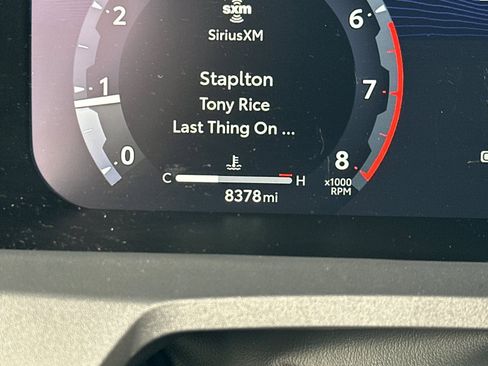 sxm
2 SiriusXM 6
Staplton
1 7
Tony Rice
Last Thing On ...
0 8
C H x1000
RPM
8378mi